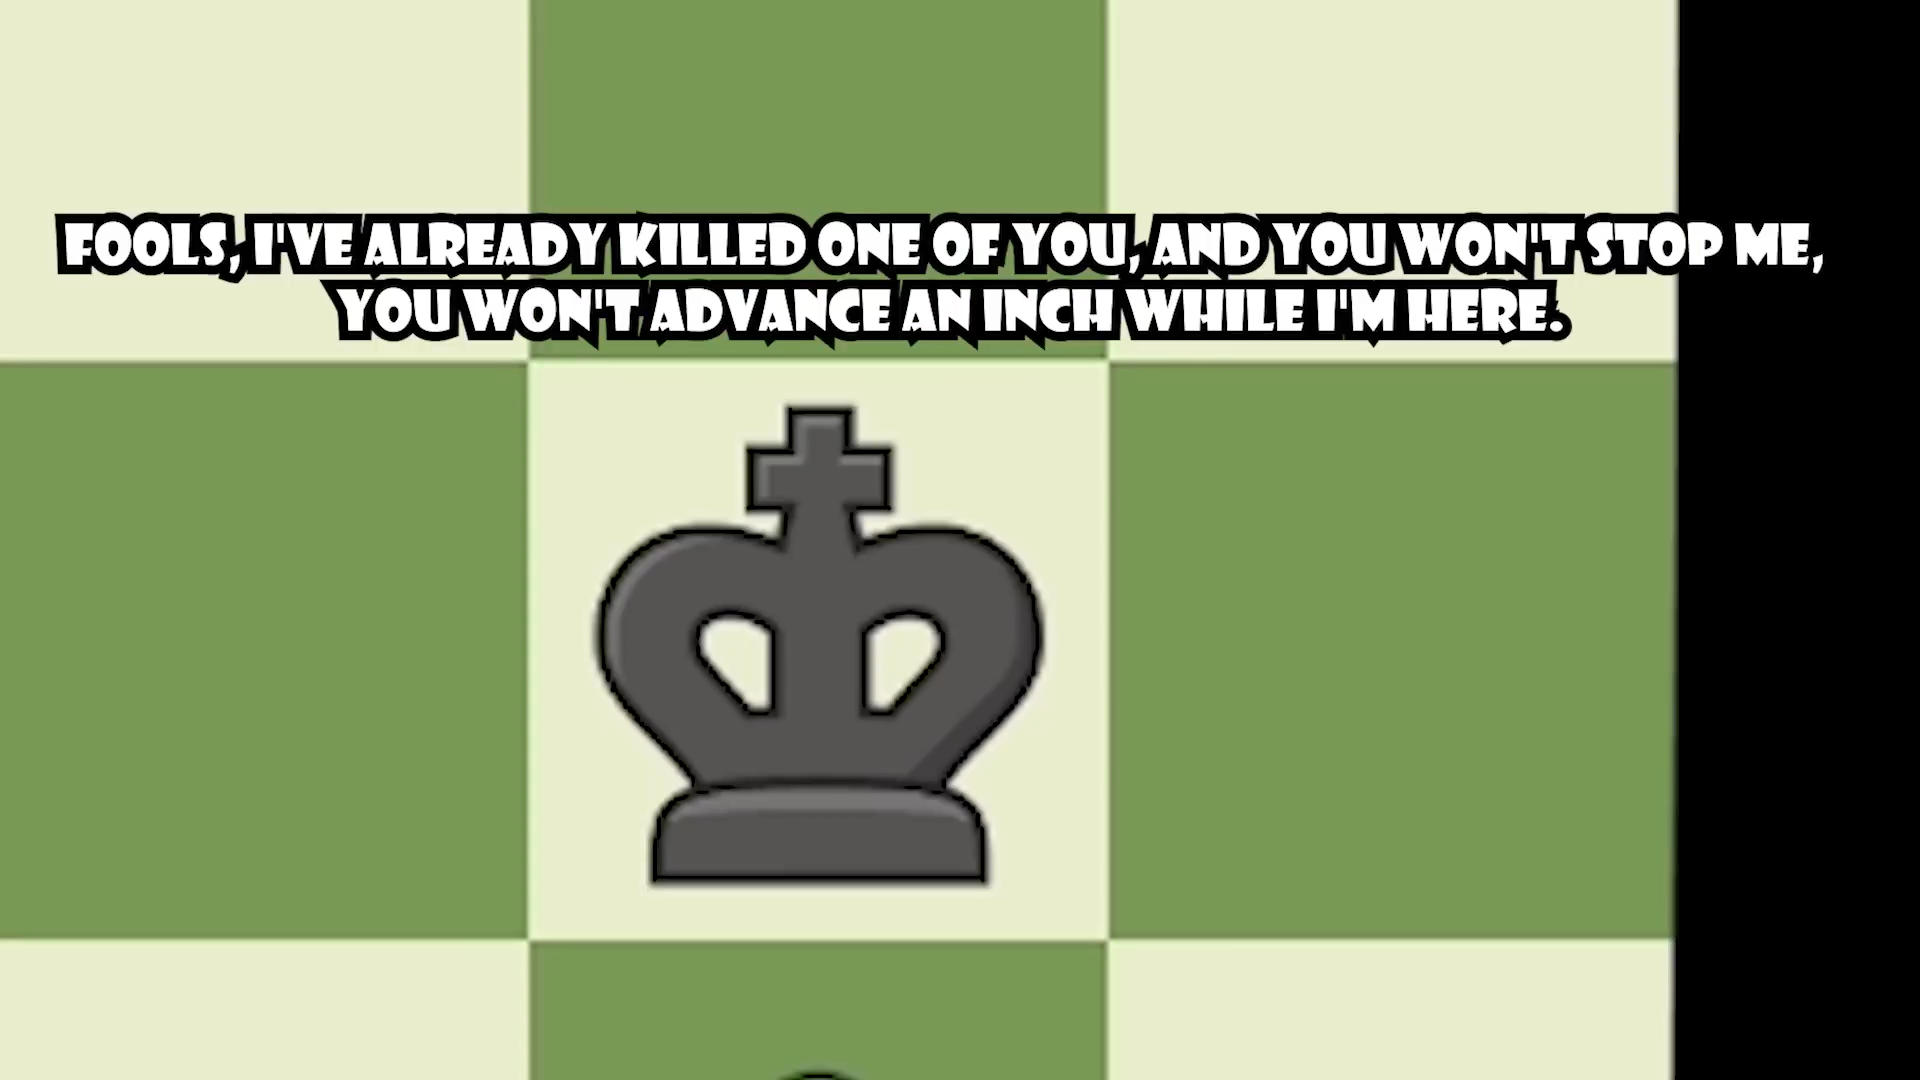 FOOLS, I'VE ALREADY KILLED ONE OF YOU, AND YOU WON'T STOP ME,
YOU WON'T ADVANCE AN INCH WHILE I'M HERE.